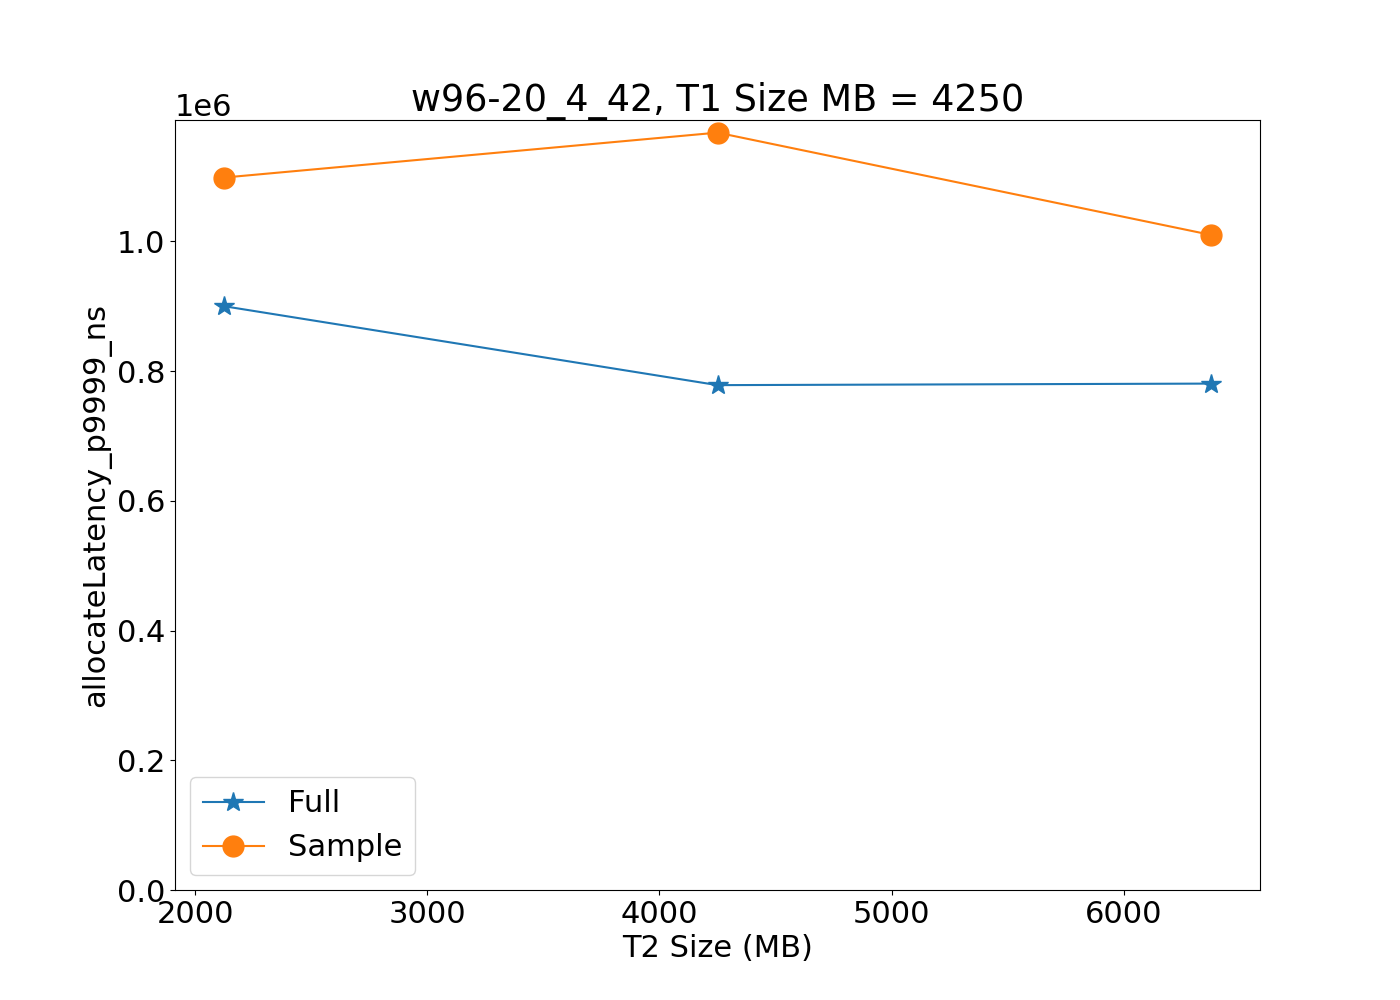 w96-20_4_42, T1 Size MB = 4250
1e6
1.0
0.8
0.6
0.4
0.2
0.0
allocateLatency_p9999_ns
Full
Sample
2000 3000 4000 5000 6000
T2 Size (MB)